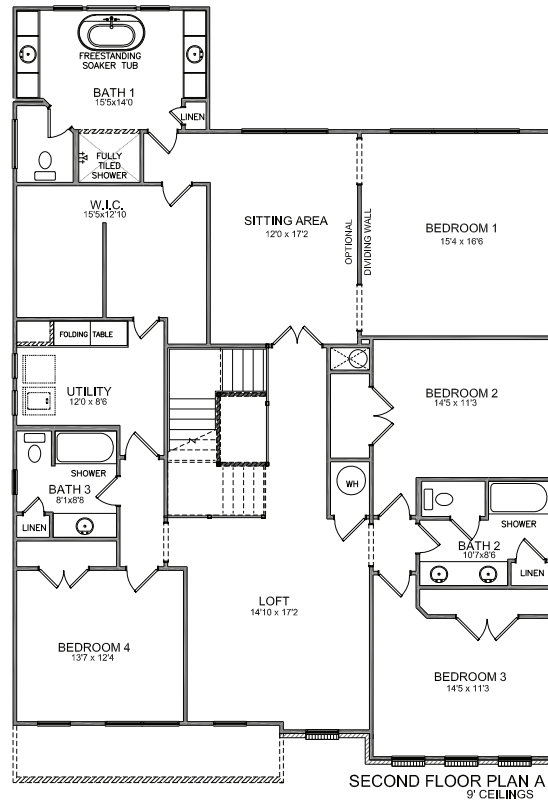 FREESTANDING
SOAKER TUB
BATH 1
15'5x14'0
LINEN
FULLY
TILED
SHOWER
W.I.C.
15'5x12'10
SITTING AREA
12'0 x 17'2
OPTIONAL
DIVIDING WALL
BEDROOM 1
15'4 x 16'6
FOLDING TABLE
UTILITY
12'0 x 8'6
BEDROOM 2
14'5 x 11'3
SHOWER
BATH 3
8'1x8'8
LINEN
WH
SHOWER
BATH 2
10'7x8'6
LINEN
LOFT
14'10 x 17'2
BEDROOM 4
13'7 x 12'4
BEDROOM 3
14'5 x 11'3
SECOND FLOOR PLAN A
9' CEILINGS